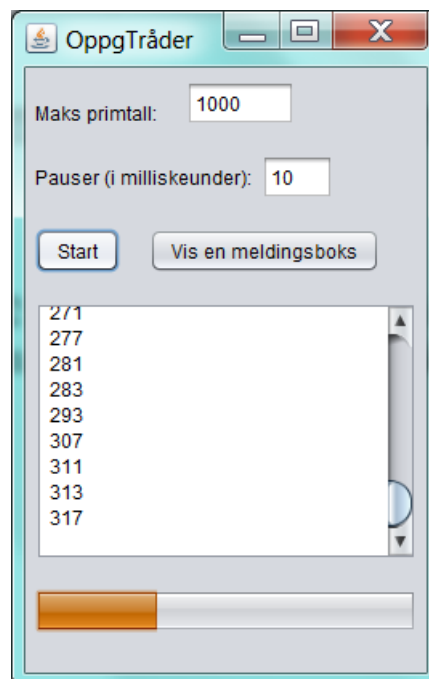 OppgTråder
Maks primtall: 1000
Pauser (i milliskeunder): 10
Start Vis en meldingsboks
271
277
281
283
293
307
311
313
317